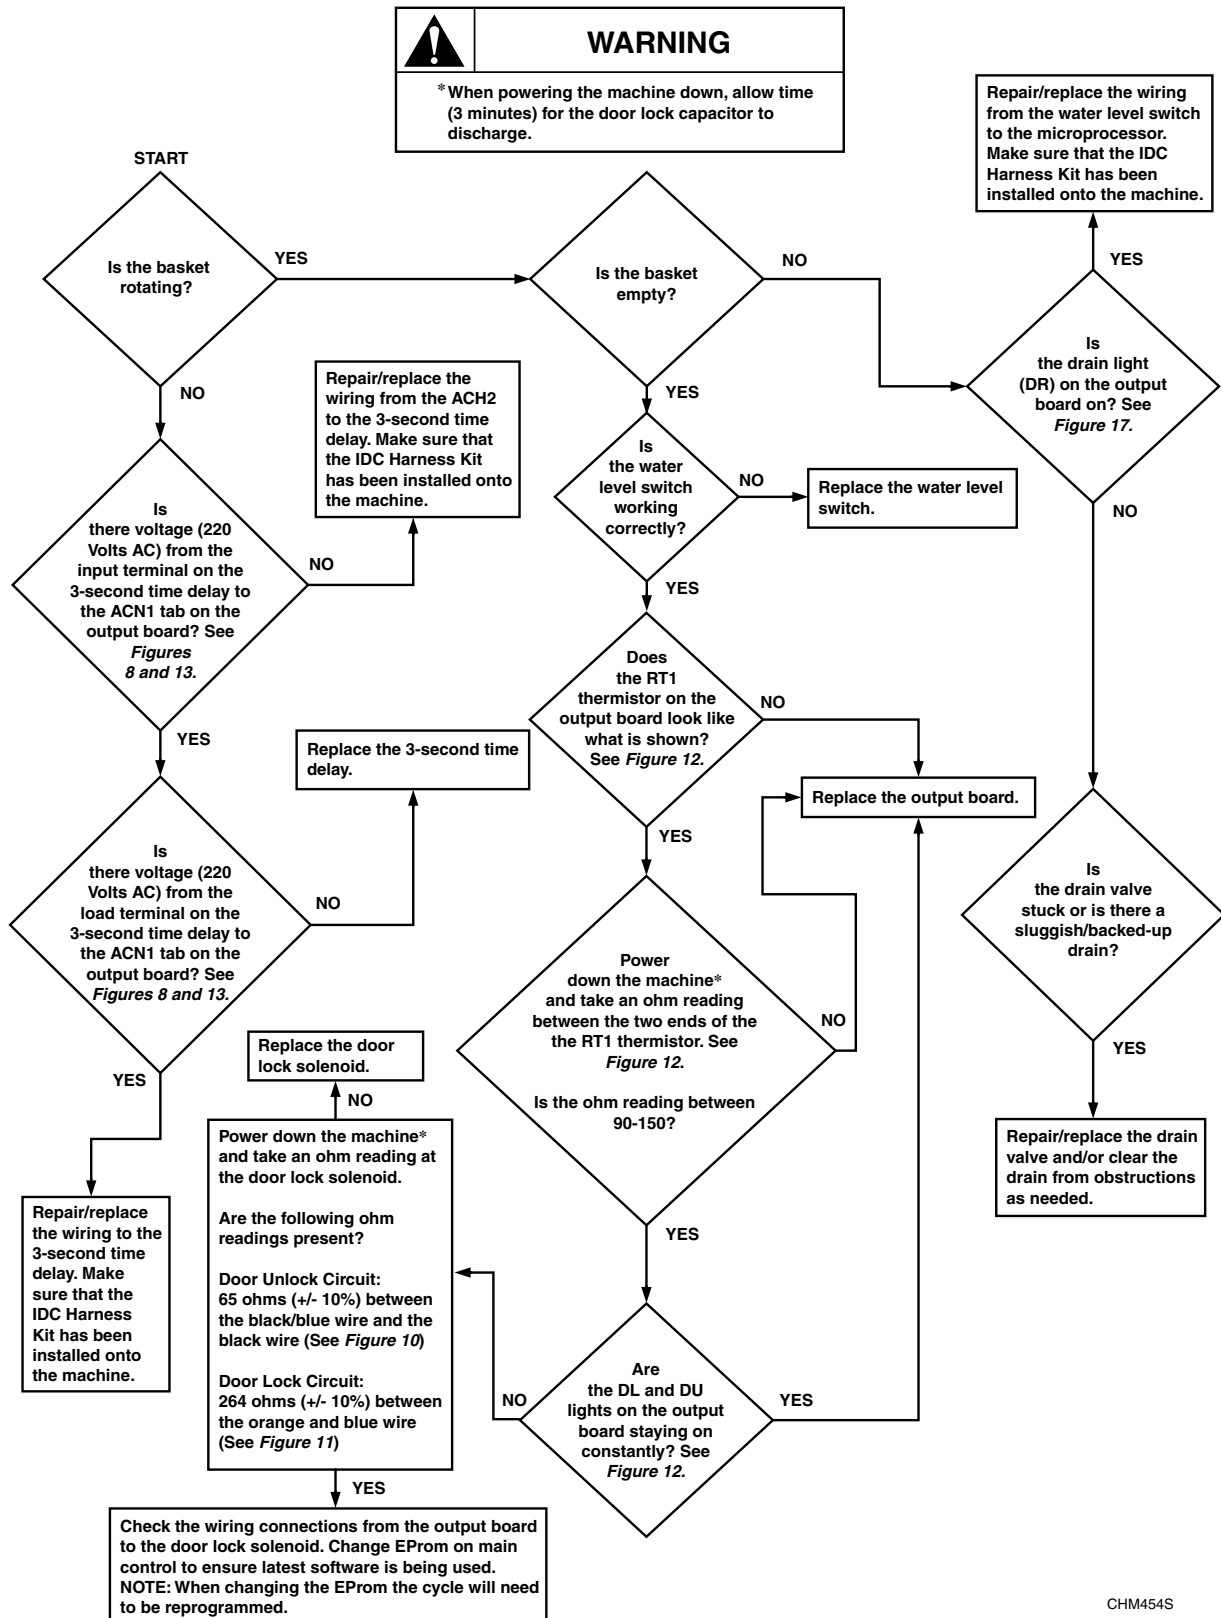 WARNING
* When powering the machine down, allow time
(3 minutes) for the door lock capacitor to
discharge.
START
Is the basket
rotating?
YES
NO
Is the basket
empty?
NO
YES
Repair/replace the wiring
from the water level switch
to the microprocessor.
Make sure that the IDC
Harness Kit has been
installed onto the machine.
YES
Is
the drain light
(DR) on the output
board on? See
Figure 17.
NO
Repair/replace the
wiring from the ACH2
to the 3-second time
delay. Make sure that
the IDC Harness Kit
has been installed onto
the machine.
Is
there voltage (220
Volts AC) from the
input terminal on the
3-second time delay to
the ACN1 tab on the
output board? See
Figures
8 and 13.
NO
YES
Is
the water
level switch
working
correctly?
NO
Replace the water level
switch.
YES
Does
the RT1
thermistor on the
output board look like
what is shown?
See Figure 12.
NO
YES
Replace the 3-second time
delay.
Replace the output board.
Is
there voltage (220
Volts AC) from the
load terminal on the
3-second time delay to
the ACN1 tab on the
output board? See
Figures 8 and 13.
NO
YES
Is
the drain valve
stuck or is there a
sluggish/backed-up
drain?
YES
Power
down the machine*
and take an ohm reading
between the two ends of the
the RT1 thermistor. See
Figure 12.
Is the ohm reading between
90-150?
NO
YES
Replace the door
lock solenoid.
NO
Power down the machine*
and take an ohm reading at
the door lock solenoid.
Are the following ohm
readings present?
Door Unlock Circuit:
65 ohms (+/- 10%) between
the black/blue wire and the
black wire (See Figure 10)
Door Lock Circuit:
264 ohms (+/- 10%) between
the orange and blue wire
(See Figure 11)
YES
Repair/replace the drain
valve and/or clear the
drain from obstructions
as needed.
Repair/replace
the wiring to the
3-second time
delay. Make
sure that the
IDC Harness
Kit has been
installed onto
the machine.
Are
the DL and DU
lights on the output
board staying on
constantly? See
Figure 12.
NO
YES
Check the wiring connections from the output board
to the door lock solenoid. Change EProm on main
control to ensure latest software is being used.
NOTE: When changing the EProm the cycle will need
to be reprogrammed.
CHM454S